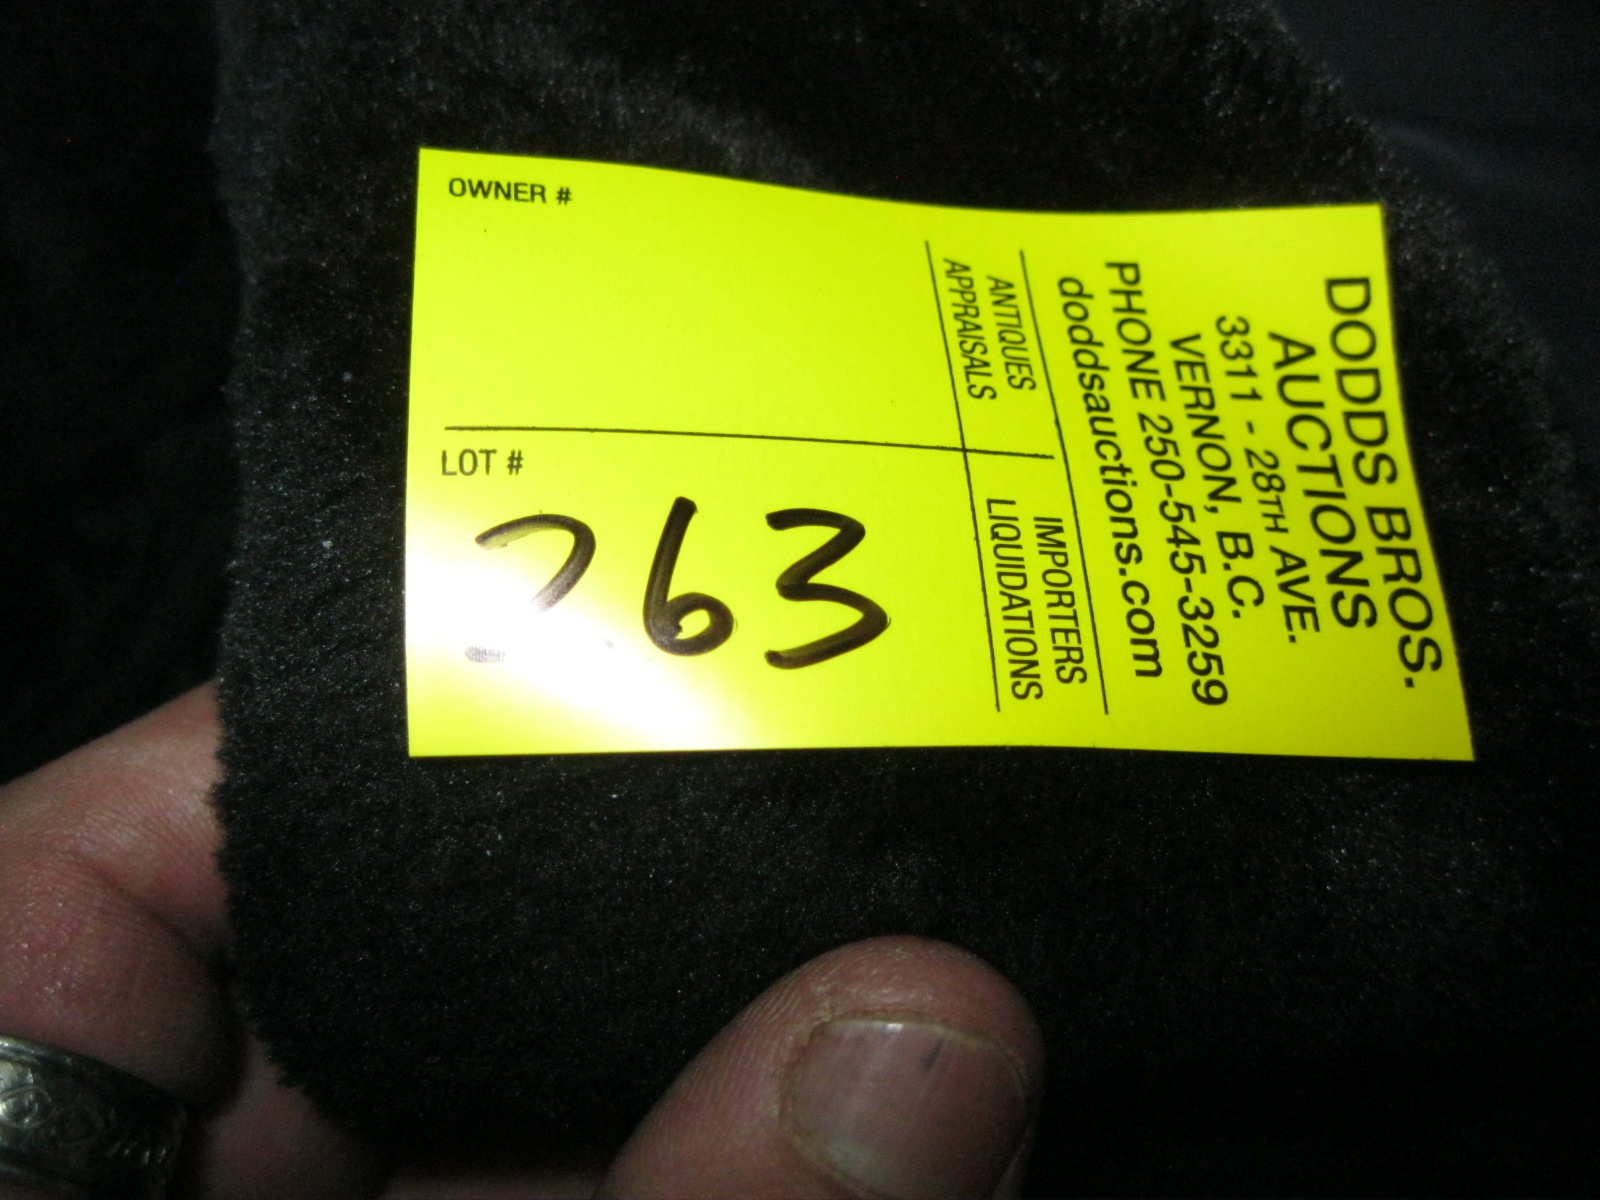 DODDS BROS.
AUCTIONS
3311 - 28TH AVE.
VERNON, B.C.
PHONE 250-545-3259
doddsauctions.com
ANTIQUES
APPRAISALS
IMPORTERS
LIQUIDATIONS
OWNER #
LOT #
263